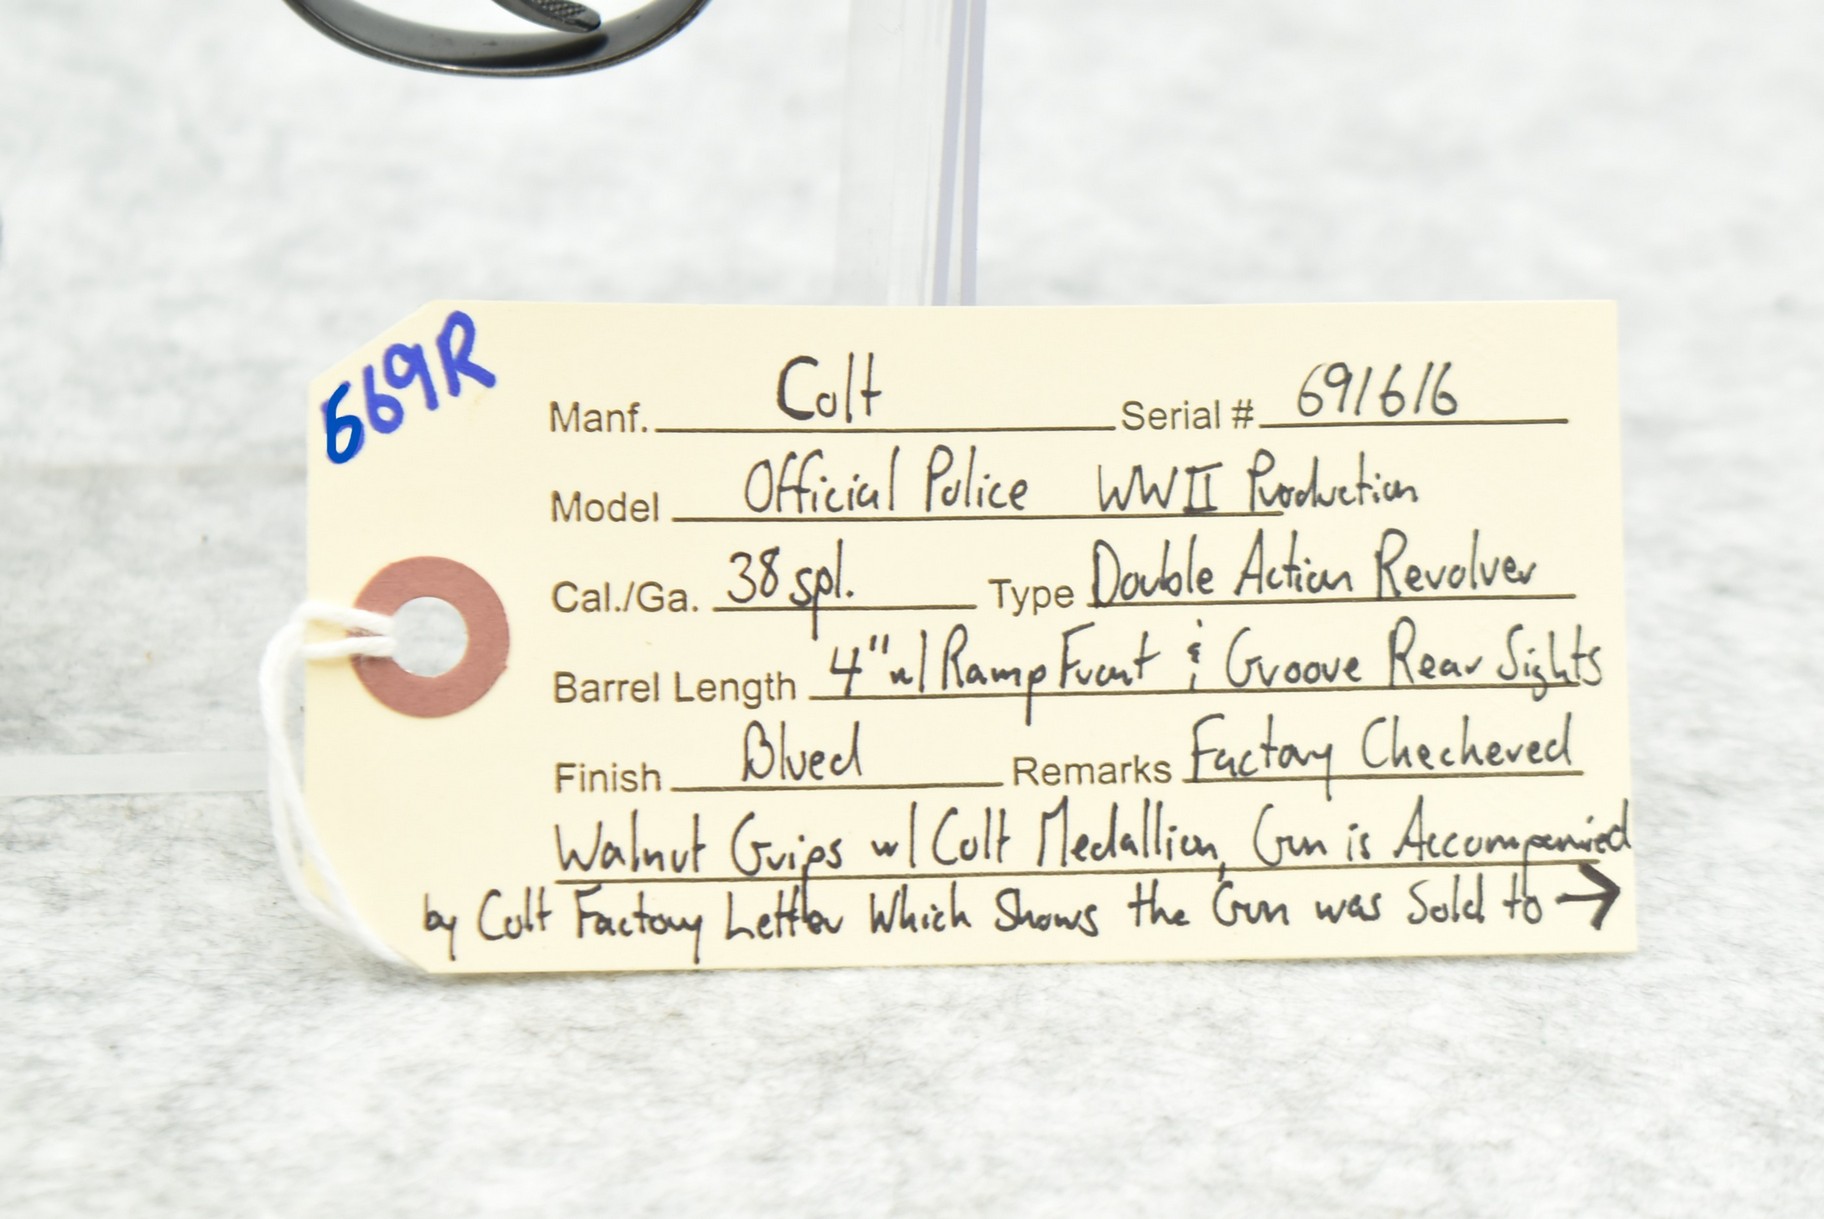 669R
Manf. Colt Serial # 691616
Model Official Police WWII Production
Cal./Ga. 38 spl. Type Double Action Revolver
Barrel Length 4" w/ Ramp Front & Groove Rear Sights
Finish Blued Remarks Factory Checkered
Walnut Grips w/ Colt Medallion, Gun is Accompanied
by Colt Factory Letter Which Shows the Gun was Sold to →